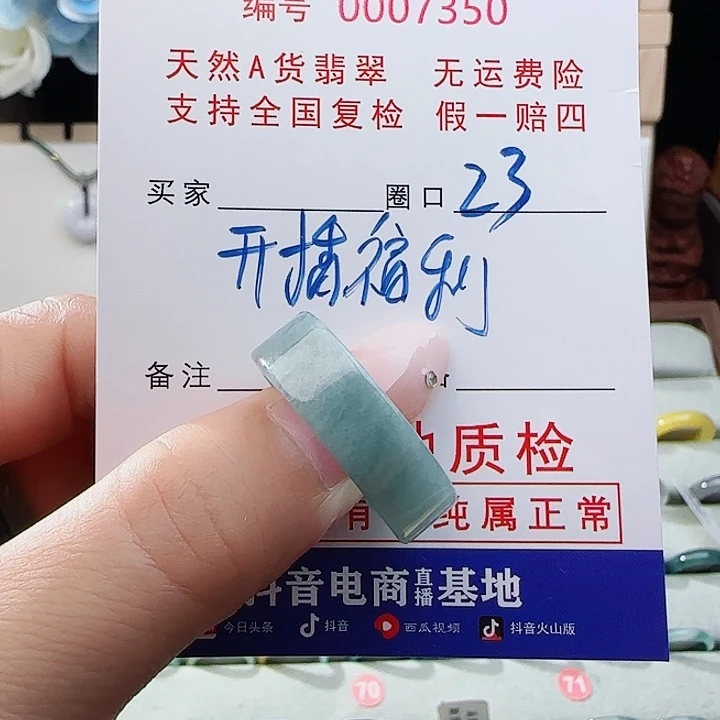 编号 0007350
天然A货翡翠 无运费险
支持全国复检 假一赔四
买家 圈口 23
开播福利
备注
质检
有 纯属正常
抖音电商直播基地
今日头条 抖音 西瓜视频 抖音火山版
70 71